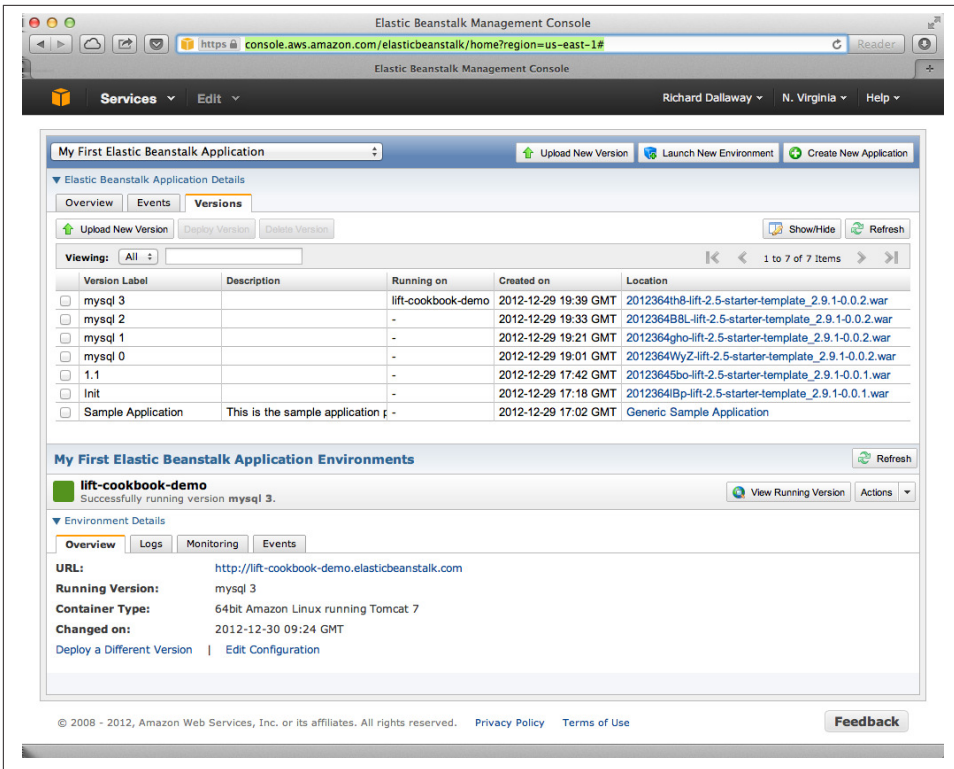 Elastic Beanstalk Management Console
https console.aws.amazon.com/elasticbeanstalk/home?region=us-east-1# Reader
Elastic Beanstalk Management Console
Services Edit Richard Dallaway N. Virginia Help
My First Elastic Beanstalk Application Upload New Version Launch New Environment Create New Application
Elastic Beanstalk Application Details
Overview Events Versions
Upload New Version Deploy Version Delete Version Show/Hide Refresh
Viewing: All 1 to 7 of 7 Items
Version Label Description Running on Created on Location
mysql 3 lift-cookbook-demo 2012-12-29 19:39 GMT 2012364th8-lift-2.5-starter-template_2.9.1-0.0.2.war
mysql 2 - 2012-12-29 19:33 GMT 2012364B8L-lift-2.5-starter-template_2.9.1-0.0.2.war
mysql 1 - 2012-12-29 19:21 GMT 2012364gho-lift-2.5-starter-template_2.9.1-0.0.2.war
mysql 0 - 2012-12-29 19:01 GMT 2012364WyZ-lift-2.5-starter-template_2.9.1-0.0.2.war
1.1 - 2012-12-29 17:42 GMT 20123645bo-lift-2.5-starter-template_2.9.1-0.0.1.war
Init - 2012-12-29 17:18 GMT 2012364IBp-lift-2.5-starter-template_2.9.1-0.0.1.war
Sample Application This is the sample application p - 2012-12-29 17:02 GMT Generic Sample Application
My First Elastic Beanstalk Application Environments Refresh
lift-cookbook-demo
Successfully running version mysql 3. View Running Version Actions
Environment Details
Overview Logs Monitoring Events
URL: http://lift-cookbook-demo.elasticbeanstalk.com
Running Version: mysql 3
Container Type: 64bit Amazon Linux running Tomcat 7
Changed on: 2012-12-30 09:24 GMT
Deploy a Different Version | Edit Configuration
© 2008 - 2012, Amazon Web Services, Inc. or its affiliates. All rights reserved. Privacy Policy Terms of Use Feedback